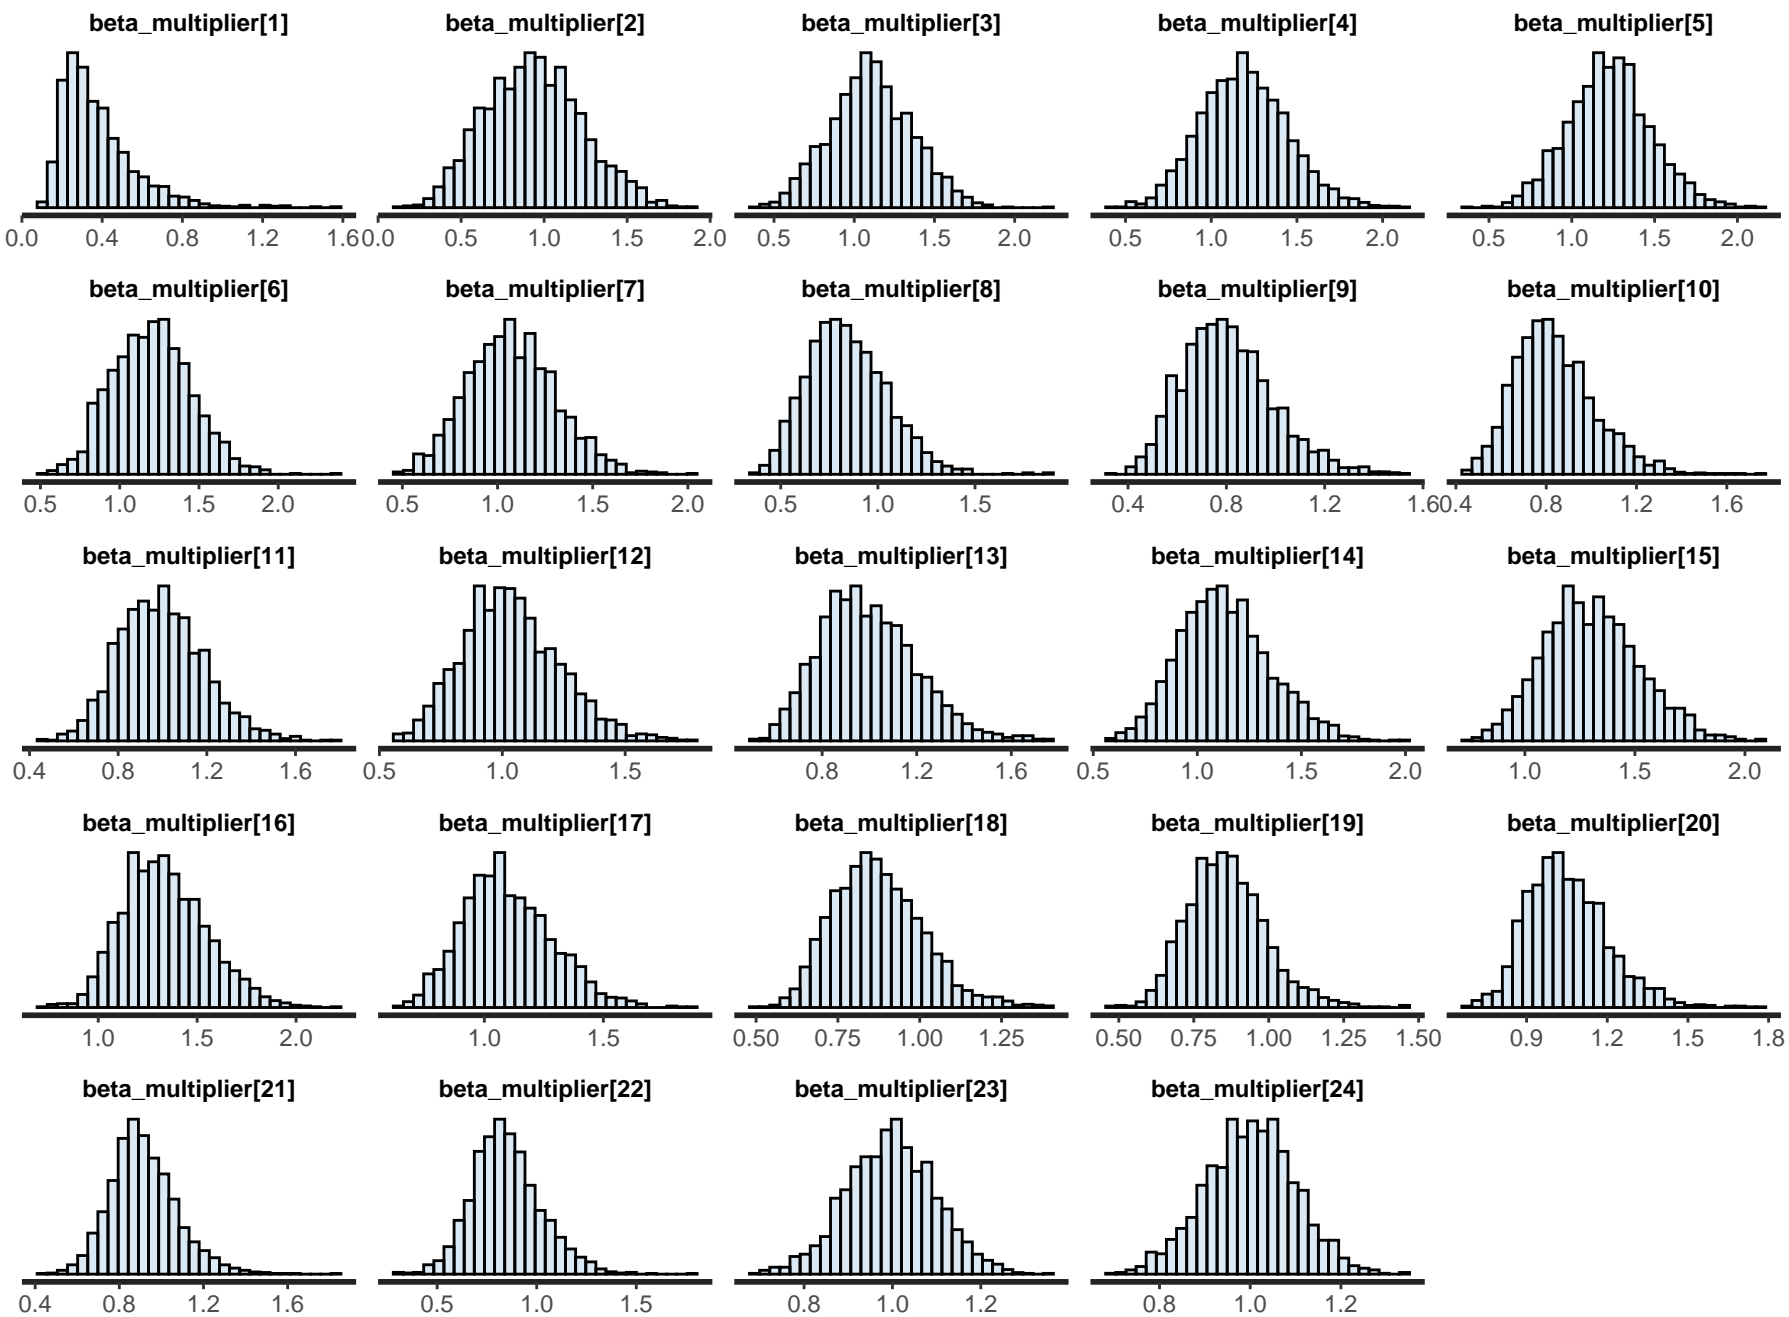 beta_multiplier[1] beta_multiplier[2] beta_multiplier[3] beta_multiplier[4] beta_multiplier[5]
0.0 0.4 0.8 1.2 1.6 0.0 0.5 1.0 1.5 2.0 0.5 1.0 1.5 2.0 0.5 1.0 1.5 2.0 0.5 1.0 1.5 2.0
beta_multiplier[6] beta_multiplier[7] beta_multiplier[8] beta_multiplier[9] beta_multiplier[10]
0.5 1.0 1.5 2.0 0.5 1.0 1.5 2.0 0.5 1.0 1.5 0.4 0.8 1.2 1.6 0.4 0.8 1.2 1.6
beta_multiplier[11] beta_multiplier[12] beta_multiplier[13] beta_multiplier[14] beta_multiplier[15]
0.4 0.8 1.2 1.6 0.5 1.0 1.5 0.8 1.2 1.6 0.5 1.0 1.5 2.0 1.0 1.5 2.0
beta_multiplier[16] beta_multiplier[17] beta_multiplier[18] beta_multiplier[19] beta_multiplier[20]
1.0 1.5 2.0 1.0 1.5 0.50 0.75 1.00 1.25 0.50 0.75 1.00 1.25 1.50 0.9 1.2 1.5 1.8
beta_multiplier[21] beta_multiplier[22] beta_multiplier[23] beta_multiplier[24]
0.4 0.8 1.2 1.6 0.5 1.0 1.5 0.8 1.0 1.2 0.8 1.0 1.2